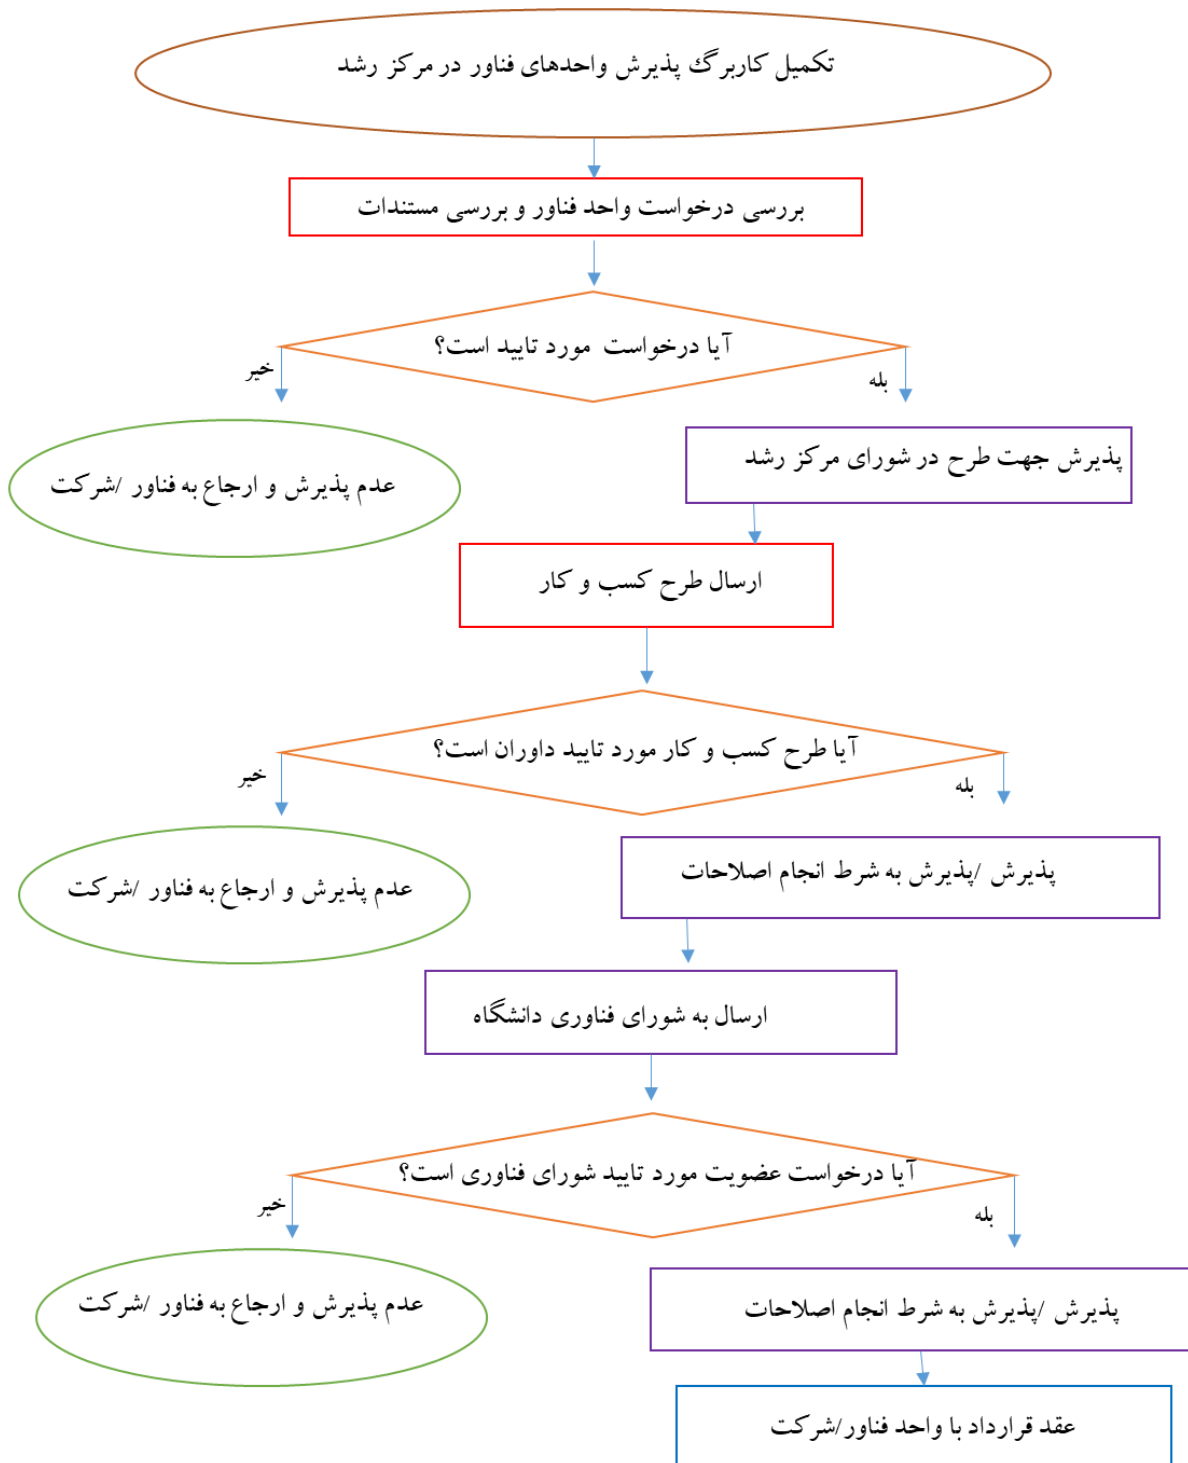 تکمیل کاربرگ پذیرش واحدهای فناور در مرکز رشد
بررسی درخواست واحد فناور و بررسی مستندات
آیا درخواست مورد تایید است؟
بله
خیر
پذیرش جهت طرح در شورای مرکز رشد
عدم پذیرش و ارجاع به فناور /شرکت
ارسال طرح کسب و کار
آیا طرح کسب و کار مورد تایید داوران است؟
بله
خیر
پذیرش /پذیرش به شرط انجام اصلاحات
عدم پذیرش و ارجاع به فناور /شرکت
ارسال به شورای فناوری دانشگاه
آیا درخواست عضویت مورد تایید شورای فناوری است؟
بله
خیر
پذیرش /پذیرش به شرط انجام اصلاحات
عدم پذیرش و ارجاع به فناور /شرکت
عقد قرارداد با واحد فناور/شرکت